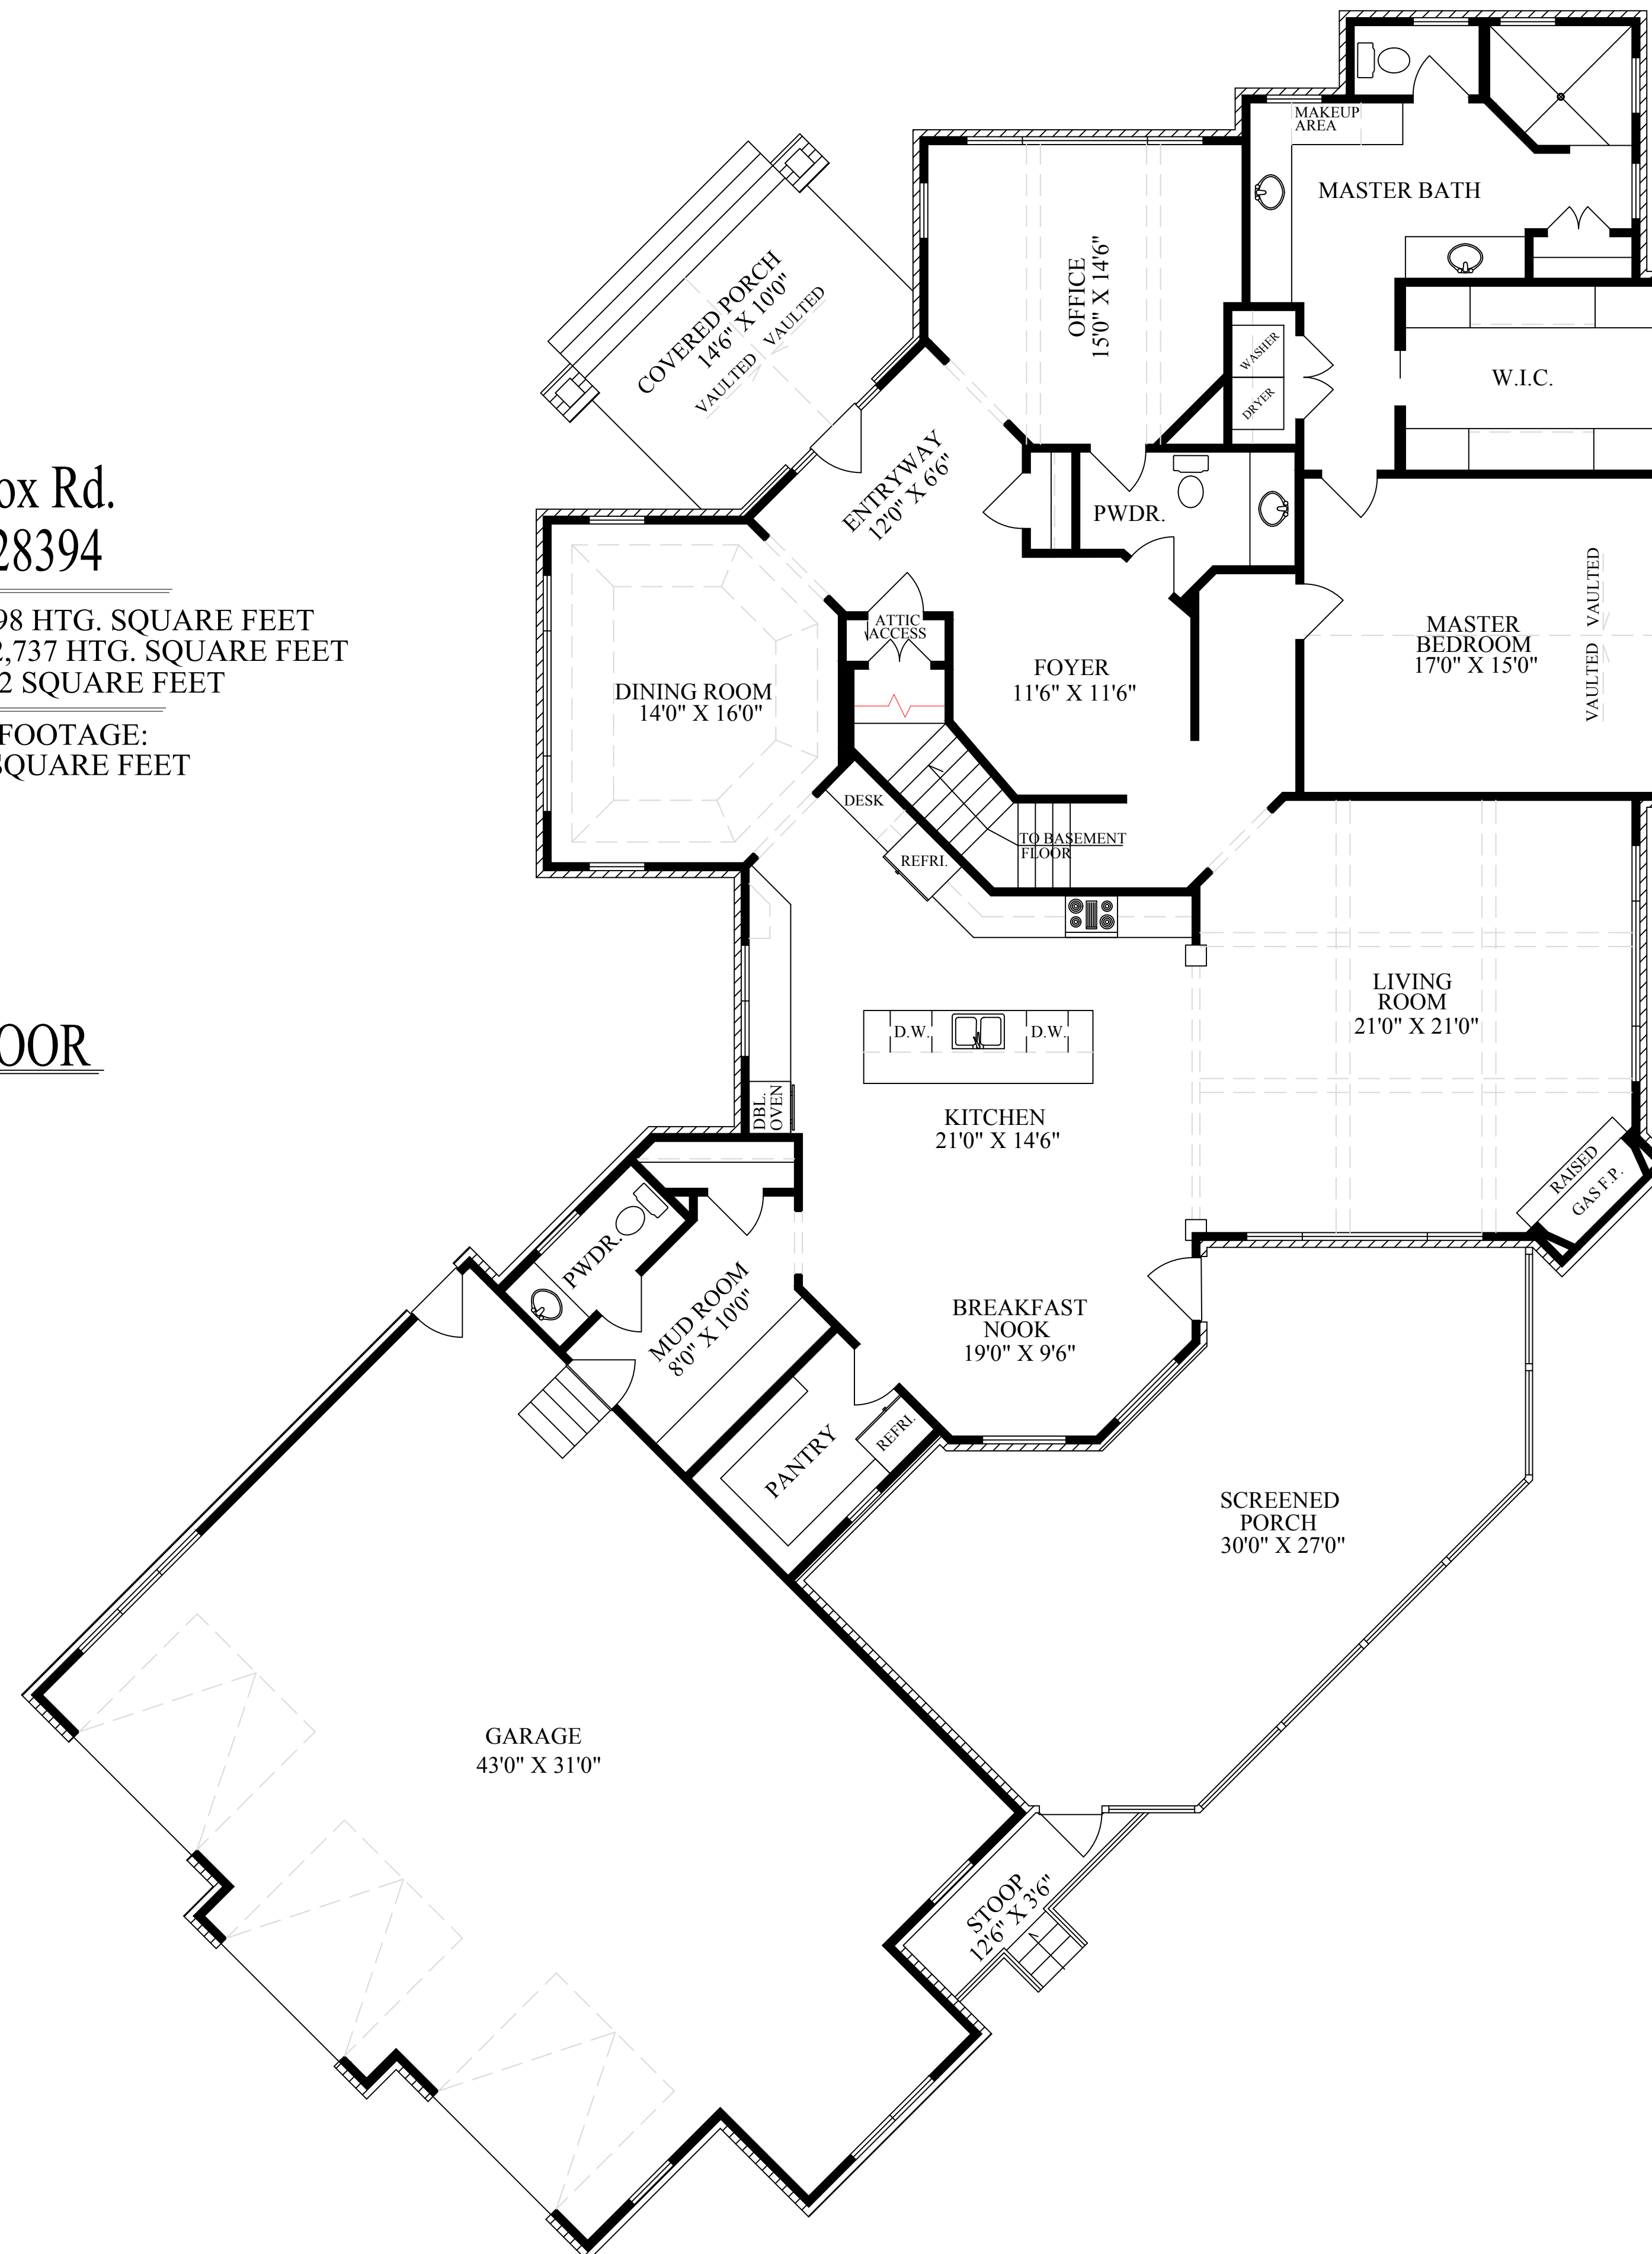 ox Rd.
28394
98 HTG. SQUARE FEET
2,737 HTG. SQUARE FEET
2 SQUARE FEET
FOOTAGE:
SQUARE FEET
OOR
MAKEUP
AREA
MASTER BATH
COVERED PORCH
14'6" X 10'0"
VAULTED VAULTED
OFFICE
15'0" X 14'6"
WASHER
DRYER
W.I.C.
ENTRYWAY
12'0" X 6'6"
PWDR.
ATTIC
ACCESS
FOYER
11'6" X 11'6"
MASTER
BEDROOM
17'0" X 15'0"
VAULTED VAULTED
DINING ROOM
14'0" X 16'0"
DESK
REFRI.
TO BASEMENT
FLOOR
LIVING
ROOM
21'0" X 21'0"
D.W.
D.W.
DBL.
OVEN
KITCHEN
21'0" X 14'6"
RAISED
GAS F.P.
PWDR.
MUD ROOM
8'0" X 10'0"
BREAKFAST
NOOK
19'0" X 9'6"
PANTRY
REFRI.
SCREENED
PORCH
30'0" X 27'0"
GARAGE
43'0" X 31'0"
STOOP
12'6" X 3'6"